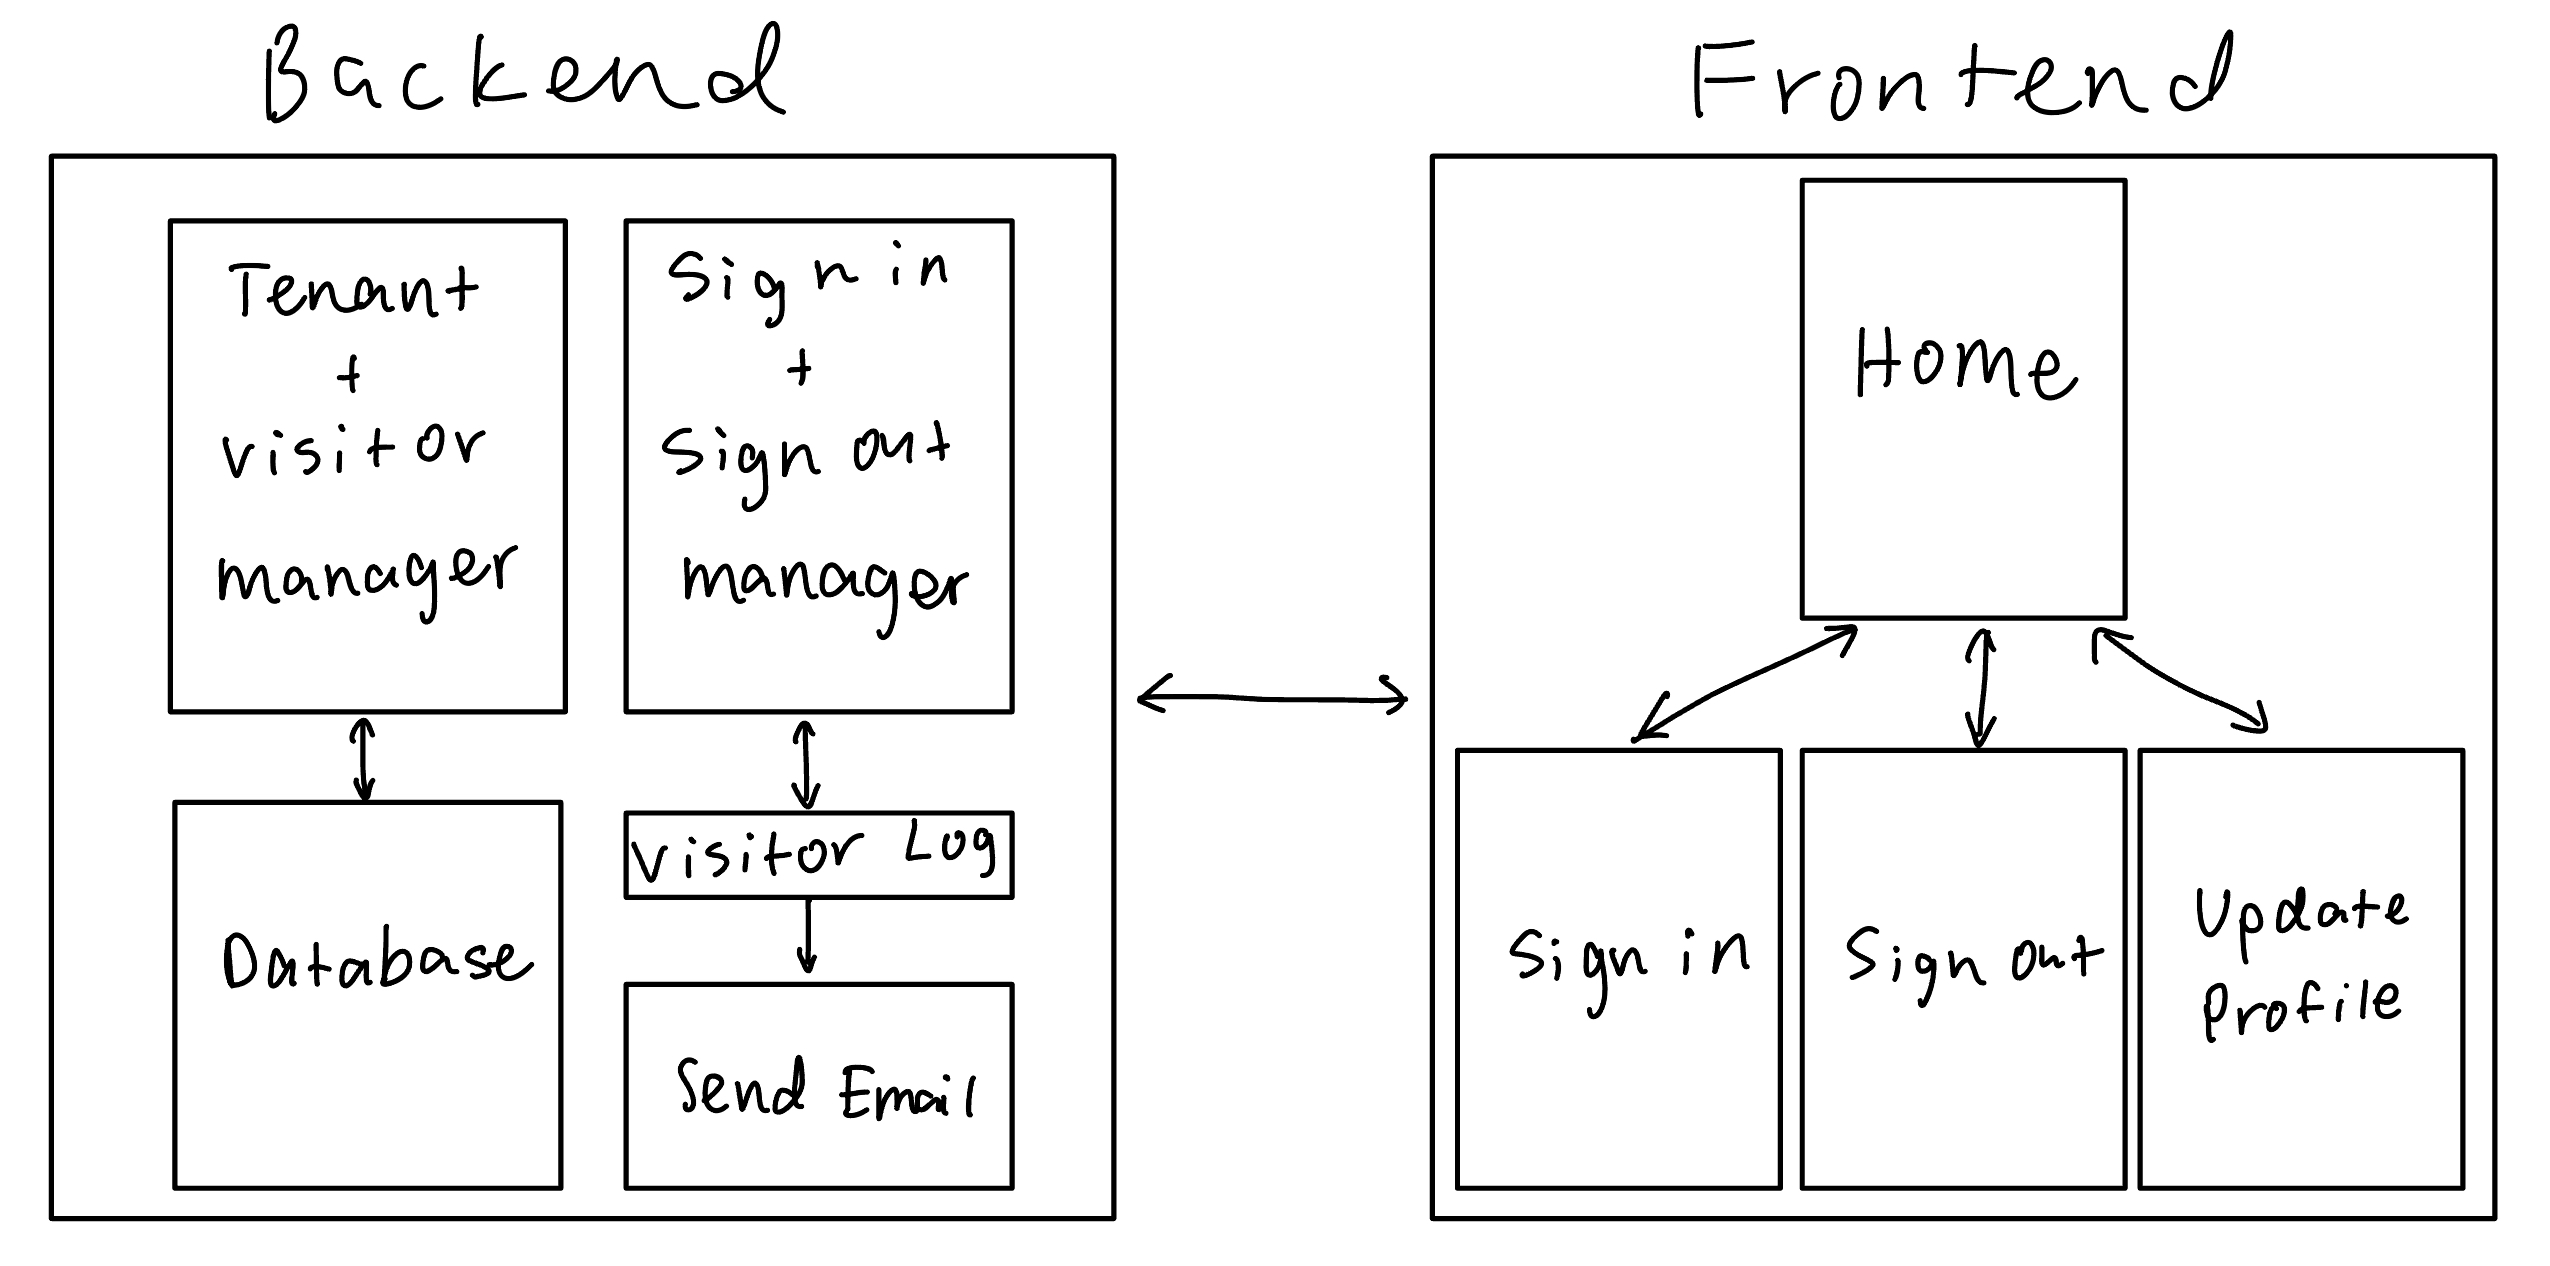 Backend
Tenant
+
visitor
manager
Sign in
+
Sign out
manager
Database
Visitor Log
Send Email
Frontend
Home
Sign in
Sign out
Update
Profile